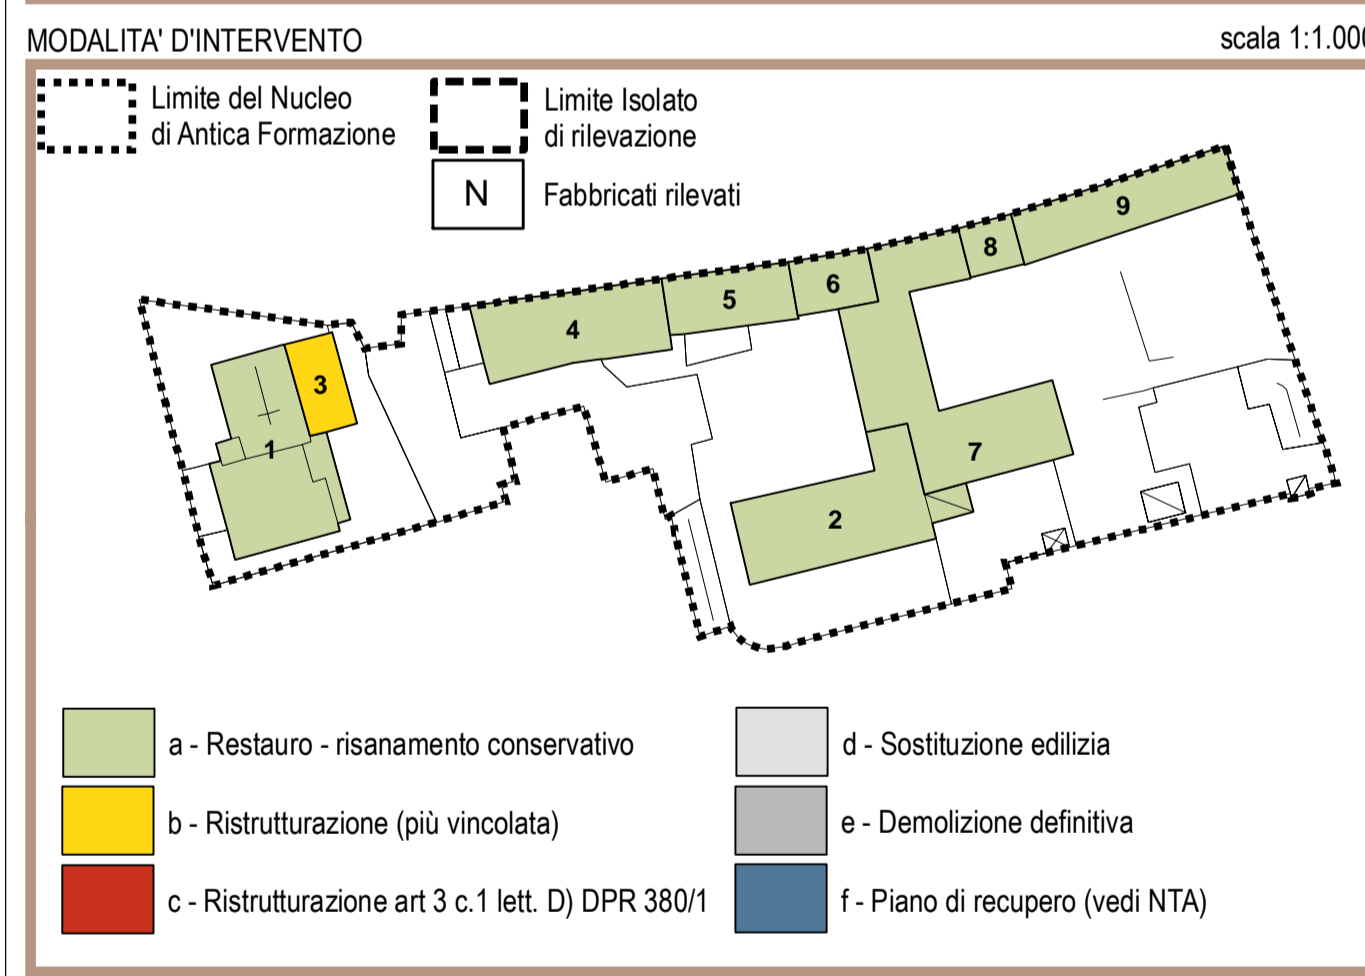 MODALITA' D'INTERVENTO
scala 1:1.000
Limite del Nucleo
di Antica Formazione
Limite Isolato
di rilevazione
N
Fabbricati rilevati
9
8
6
5
4
3
1
7
2
a - Restauro - risanamento conservativo
b - Ristrutturazione (più vincolata)
c - Ristrutturazione art 3 c.1 lett. D) DPR 380/1
d - Sostituzione edilizia
e - Demolizione definitiva
f - Piano di recupero (vedi NTA)